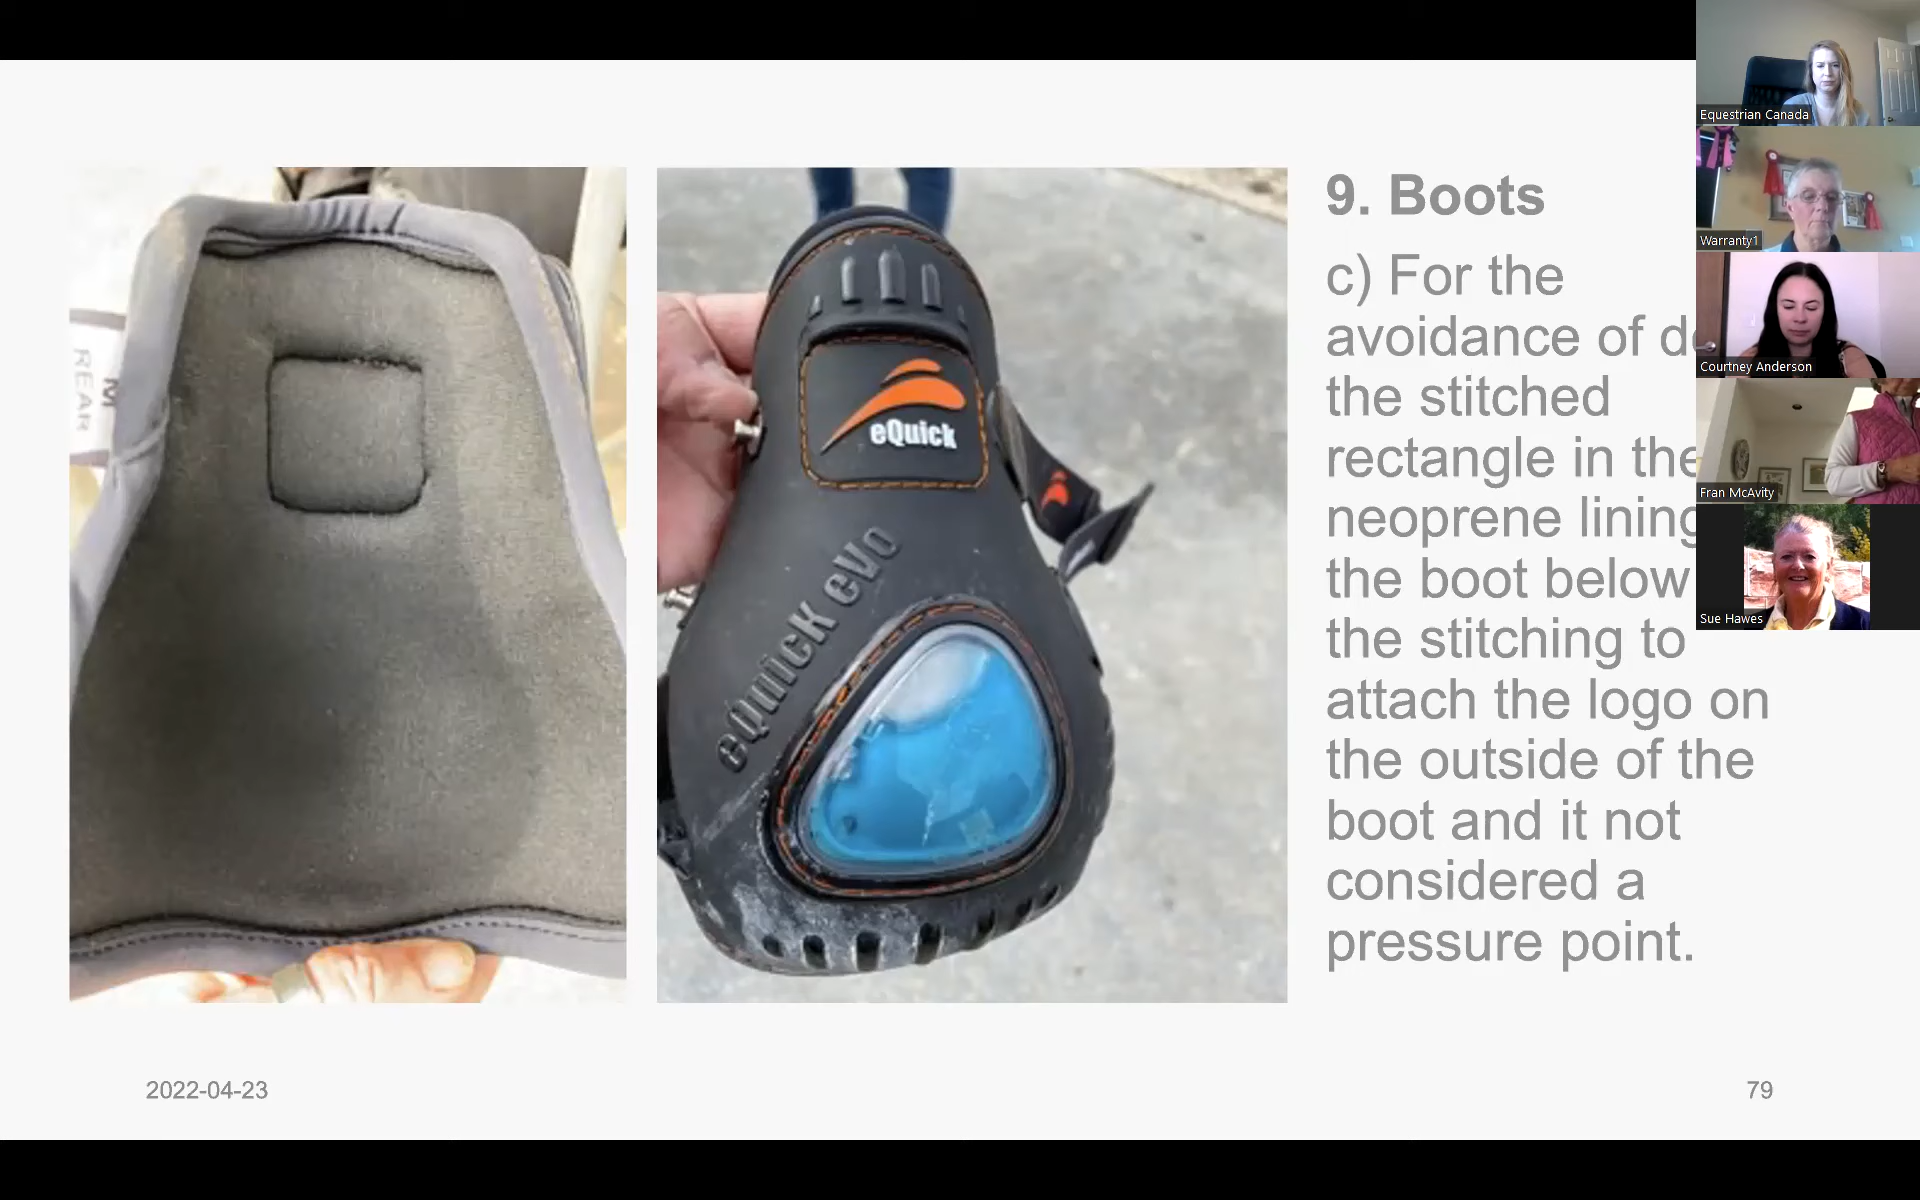 9. Boots
c) For the
avoidance of
the stitched
rectangle in the
neoprene lining
the boot below
the stitching to
attach the logo on
the outside of the
boot and it not
considered a
pressure point.
M
REAR
eQuick
eQuick eVo
2022-04-23
79
Equestrian Canada
Warranty1
Courtney Anderson
Fran McAvity
Sue Hawes